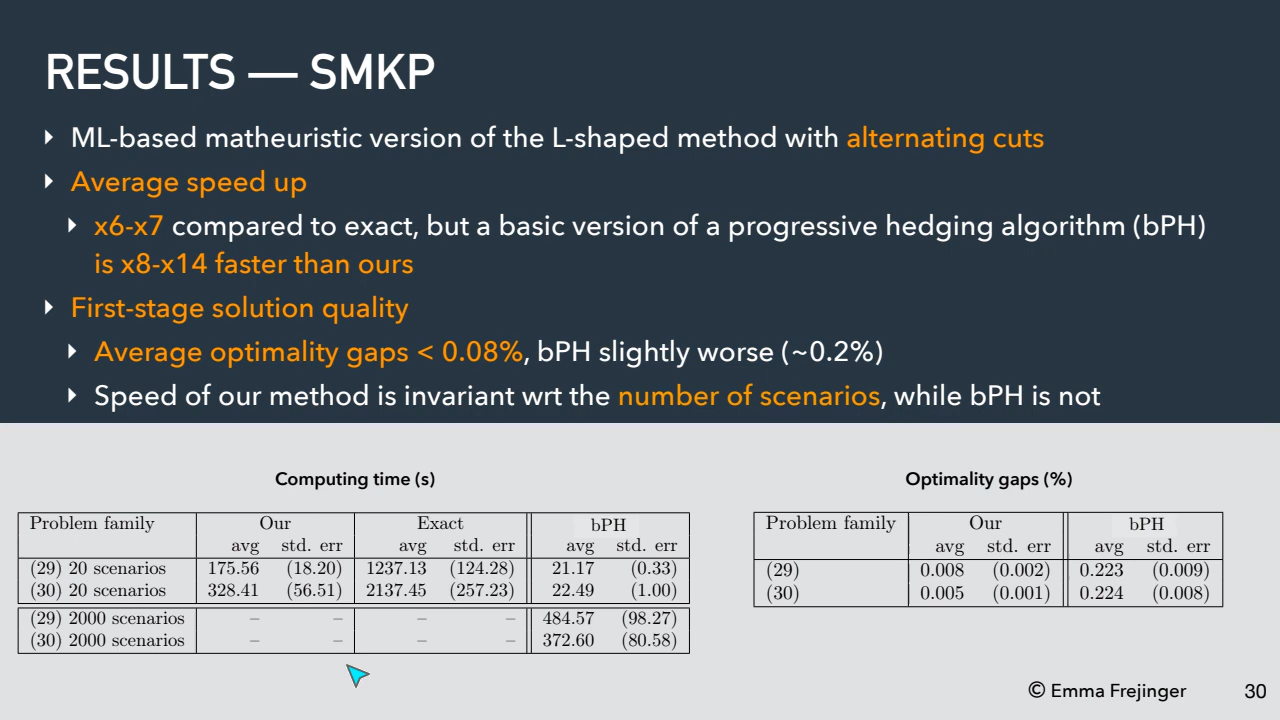 RESULTS — SMKP
ML-based matheuristic version of the L-shaped method with alternating cuts
Average speed up
x6-x7 compared to exact, but a basic version of a progressive hedging algorithm (bPH)
is x8-x14 faster than ours
First-stage solution quality
Average optimality gaps < 0.08%, bPH slightly worse (~0.2%)
Speed of our method is invariant wrt the number of scenarios, while bPH is not
Computing time (s)
Problem family Our Exact bPH
avg std. err avg std. err avg std. err
(29) 20 scenarios 175.56 (18.20) 1237.13 (124.28) 21.17 (0.33)
(30) 20 scenarios 328.41 (56.51) 2137.45 (257.23) 22.49 (1.00)
(29) 2000 scenarios – – – – 484.57 (98.27)
(30) 2000 scenarios – – – – 372.60 (80.58)
Optimality gaps (%)
Problem family Our bPH
avg std. err avg std. err
(29) 0.008 (0.002) 0.223 (0.009)
(30) 0.005 (0.001) 0.224 (0.008)
© Emma Frejinger 30